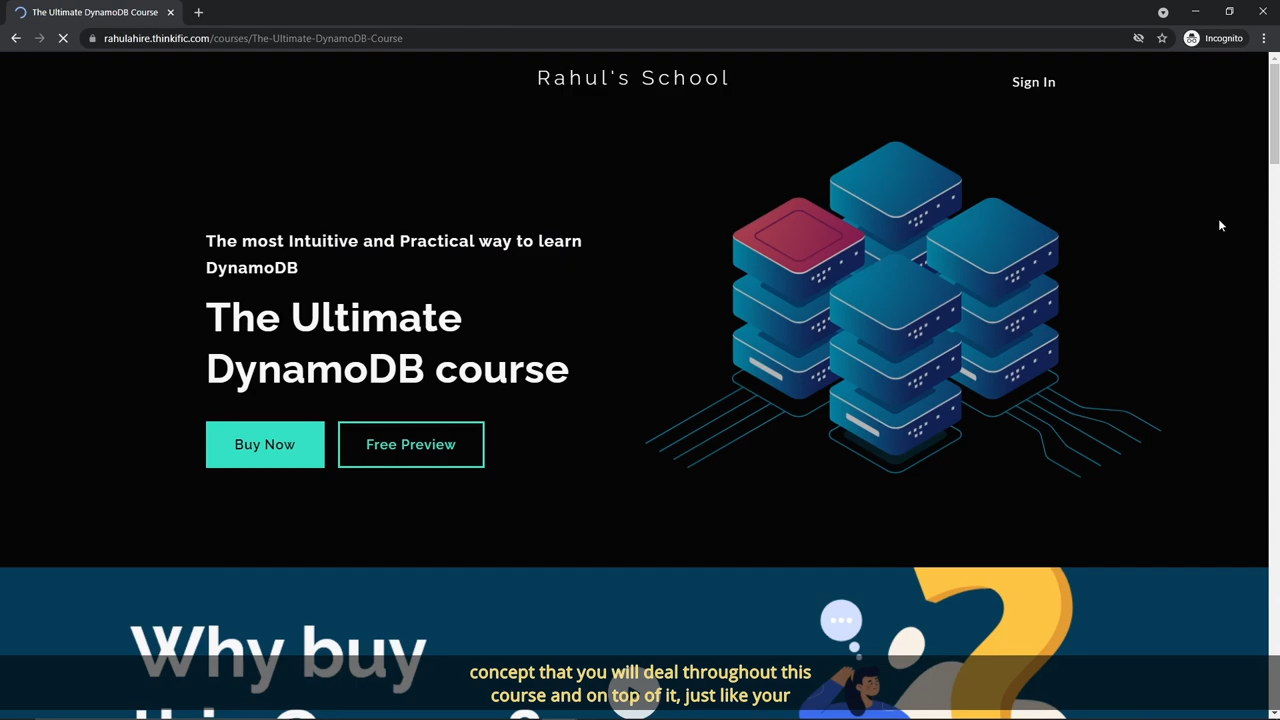 The Ultimate DynamoDB Course
rahulahire.thinkific.com/courses/The-Ultimate-DynamoDB-Course
Incognito
Rahul's School
Sign In
The most Intuitive and Practical way to learn
DynamoDB
The Ultimate
DynamoDB course
Buy Now
Free Preview
Why buy
concept that you will deal throughout this
course and on top of it, just like your